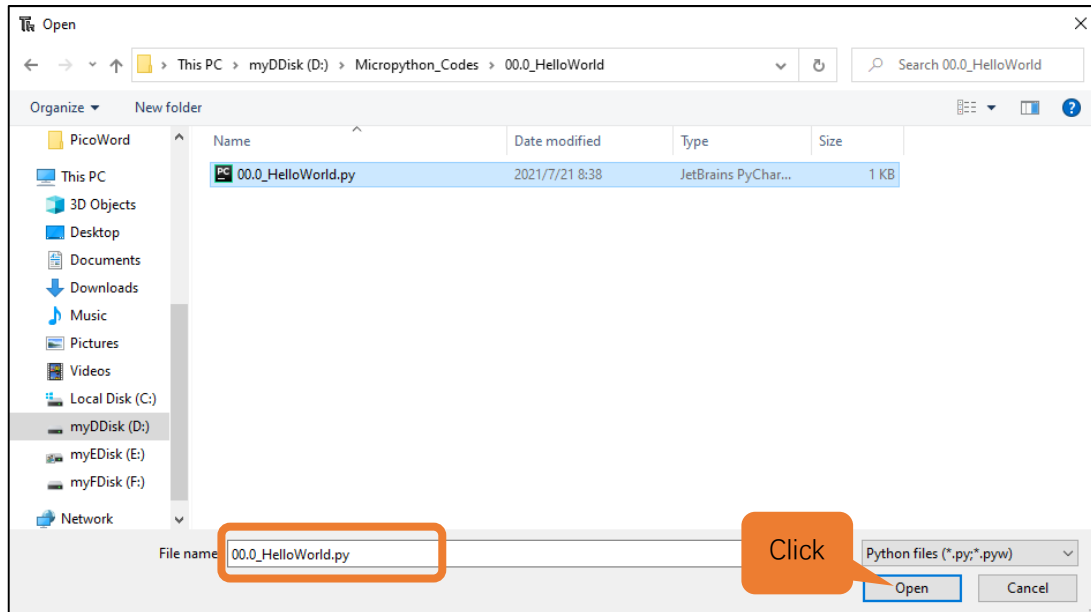 Open
This PC > myDDisk (D:) > Micropython_Codes > 00.0_HelloWorld
Search 00.0_HelloWorld
Organize New folder
PicoWord
This PC
3D Objects
Desktop
Documents
Downloads
Music
Pictures
Videos
Local Disk (C:)
myDDisk (D:)
myEDisk (E:)
myFDisk (F:)
Network
Name Date modified Type Size
PC 00.0_HelloWorld.py 2021/7/21 8:38 JetBrains PyChar... 1 KB
File name 00.0_HelloWorld.py
Click
Python files (*.py;*.pyw)
Open Cancel